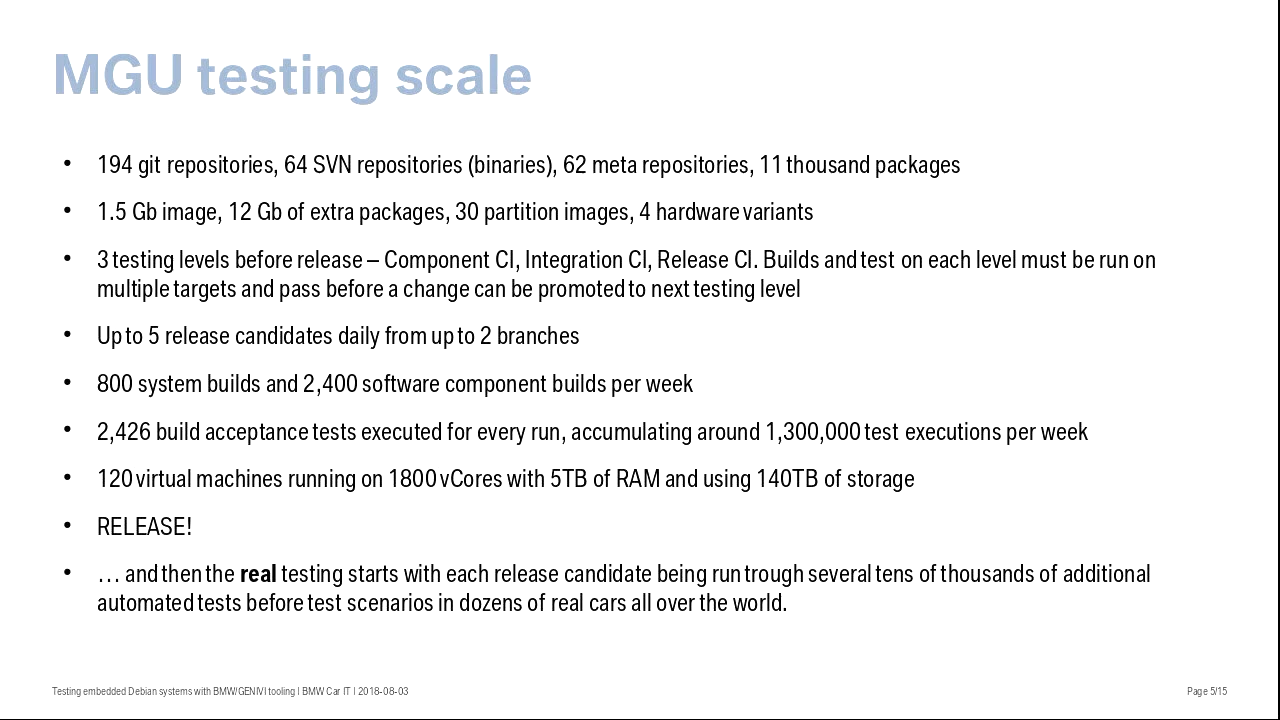 MGU testing scale
• 194 git repositories, 64 SVN repositories (binaries), 62 meta repositories, 11 thousand packages
• 1.5 Gb image, 12 Gb of extra packages, 30 partition images, 4 hardware variants
• 3 testing levels before release – Component CI, Integration CI, Release CI. Builds and test on each level must be run on
multiple targets and pass before a change can be promoted to next testing level
• Up to 5 release candidates daily from up to 2 branches
• 800 system builds and 2,400 software component builds per week
• 2,426 build acceptance tests executed for every run, accumulating around 1,300,000 test executions per week
• 120 virtual machines running on 1800 vCores with 5TB of RAM and using 140TB of storage
• RELEASE!
• … and then the real testing starts with each release candidate being run trough several tens of thousands of additional
automated tests before test scenarios in dozens of real cars all over the world.
Testing embedded Debian systems with BMW/GENIVI tooling | BMW Car IT | 2018-08-03
Page 5/15